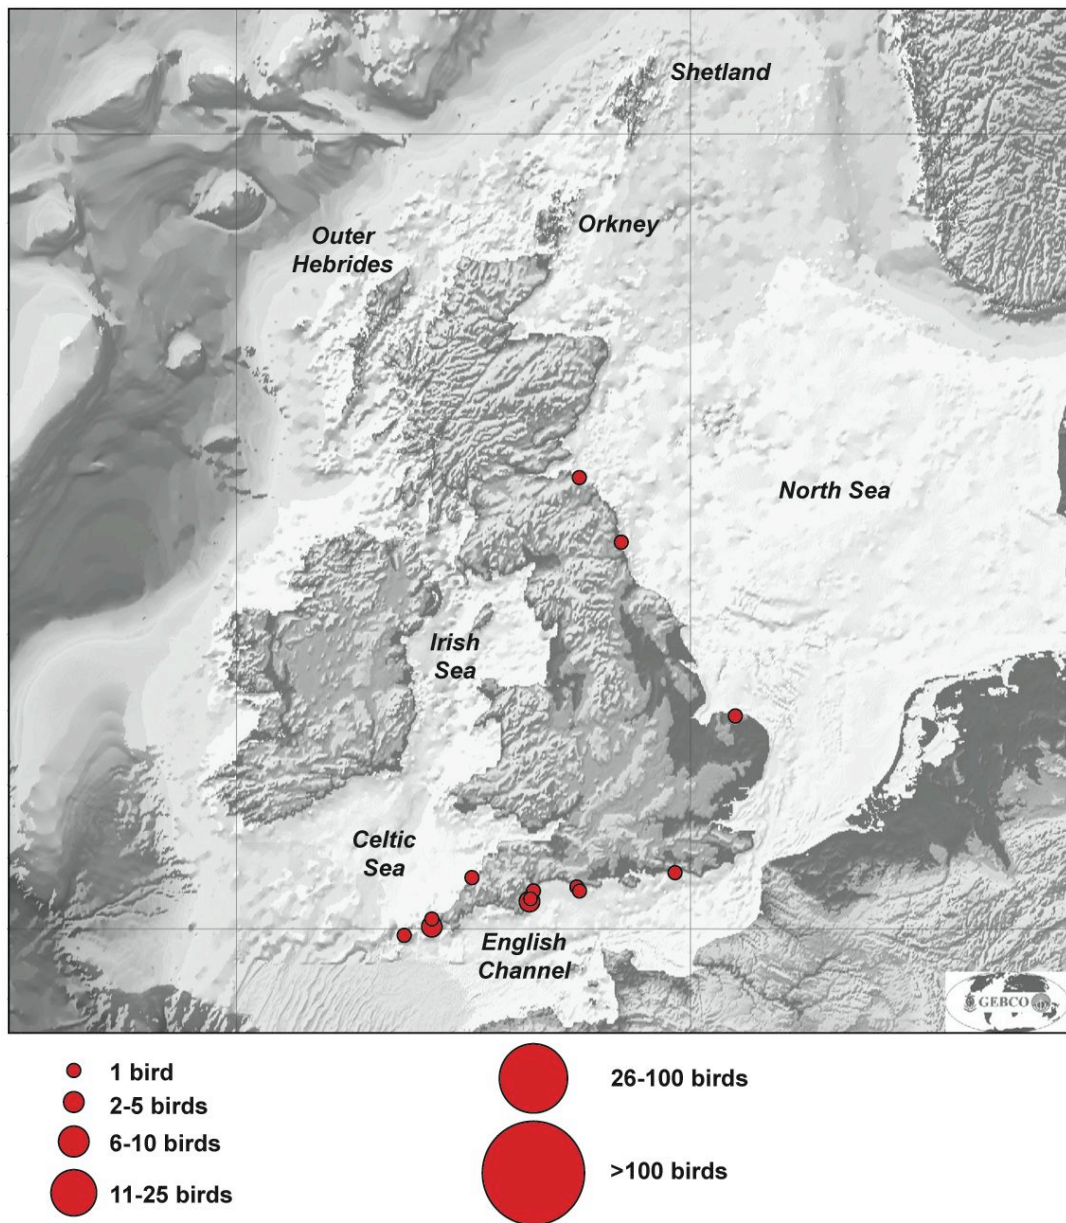 Shetland
Orkney
Outer
Hebrides
North Sea
Irish
Sea
Celtic
Sea
English
Channel
GEBCO
1 bird
2-5 birds
6-10 birds
11-25 birds
26-100 birds
>100 birds